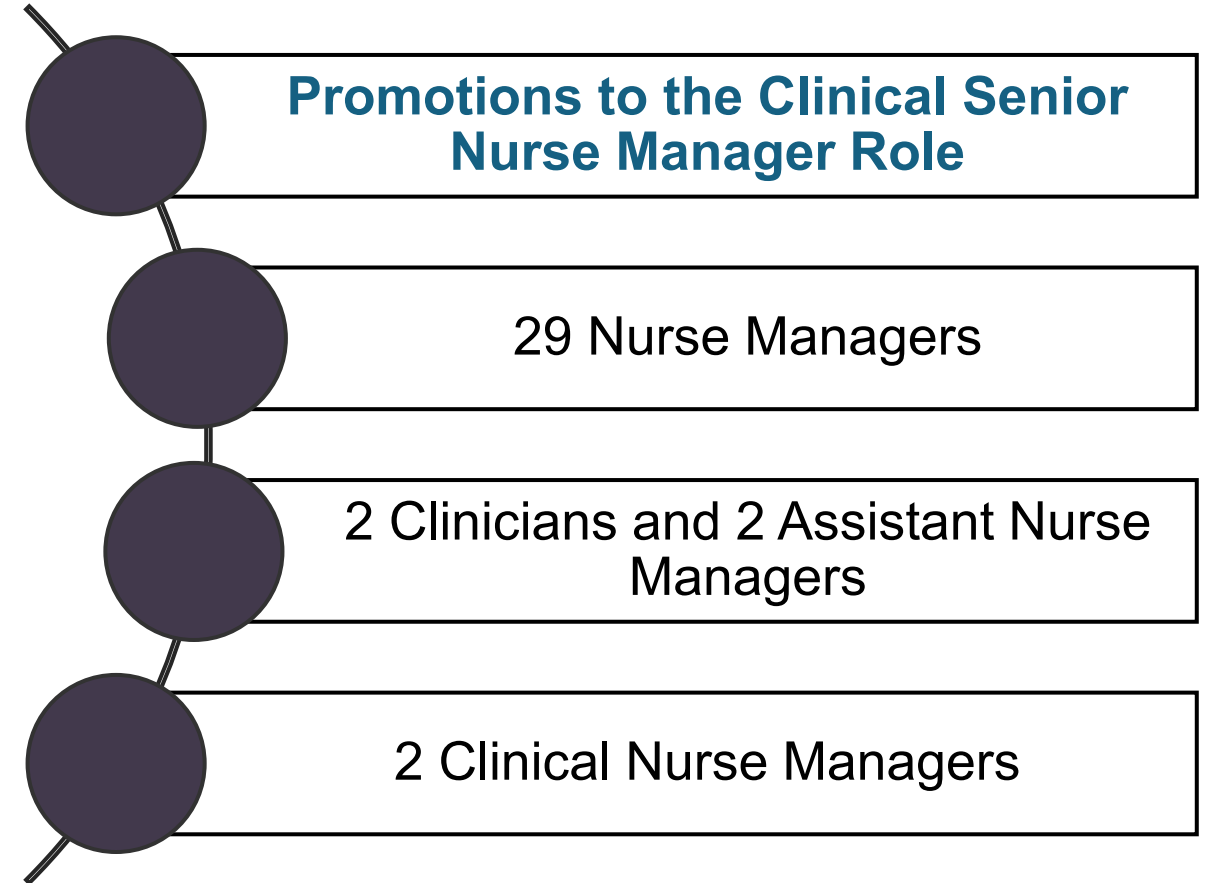 Promotions to the Clinical Senior
Nurse Manager Role
29 Nurse Managers
2 Clinicians and 2 Assistant Nurse
Managers
2 Clinical Nurse Managers